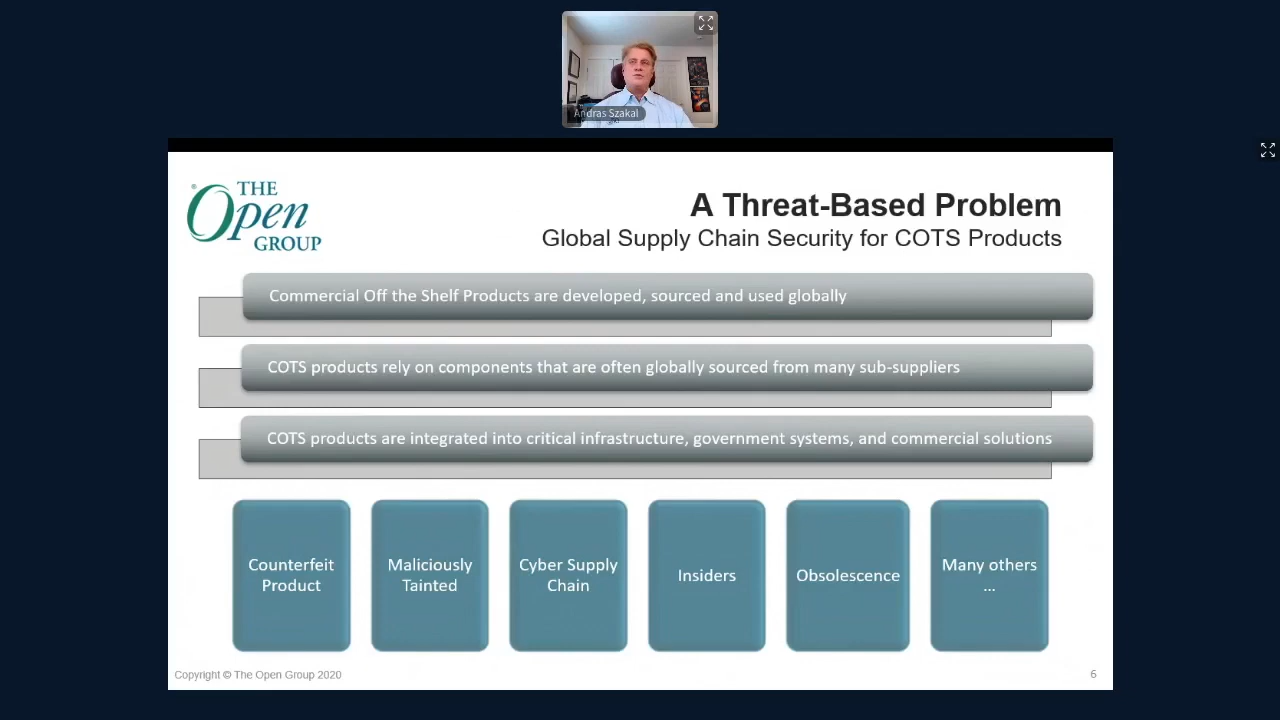 Andras Szakal
THE
Open
GROUP
®
A Threat-Based Problem
Global Supply Chain Security for COTS Products
Commercial Off the Shelf Products are developed, sourced and used globally
COTS products rely on components that are often globally sourced from many sub-suppliers
COTS products are integrated into critical infrastructure, government systems, and commercial solutions
Counterfeit
Product
Maliciously
Tainted
Cyber Supply
Chain
Insiders
Obsolescence
Many others
...
Copyright © The Open Group 2020
6